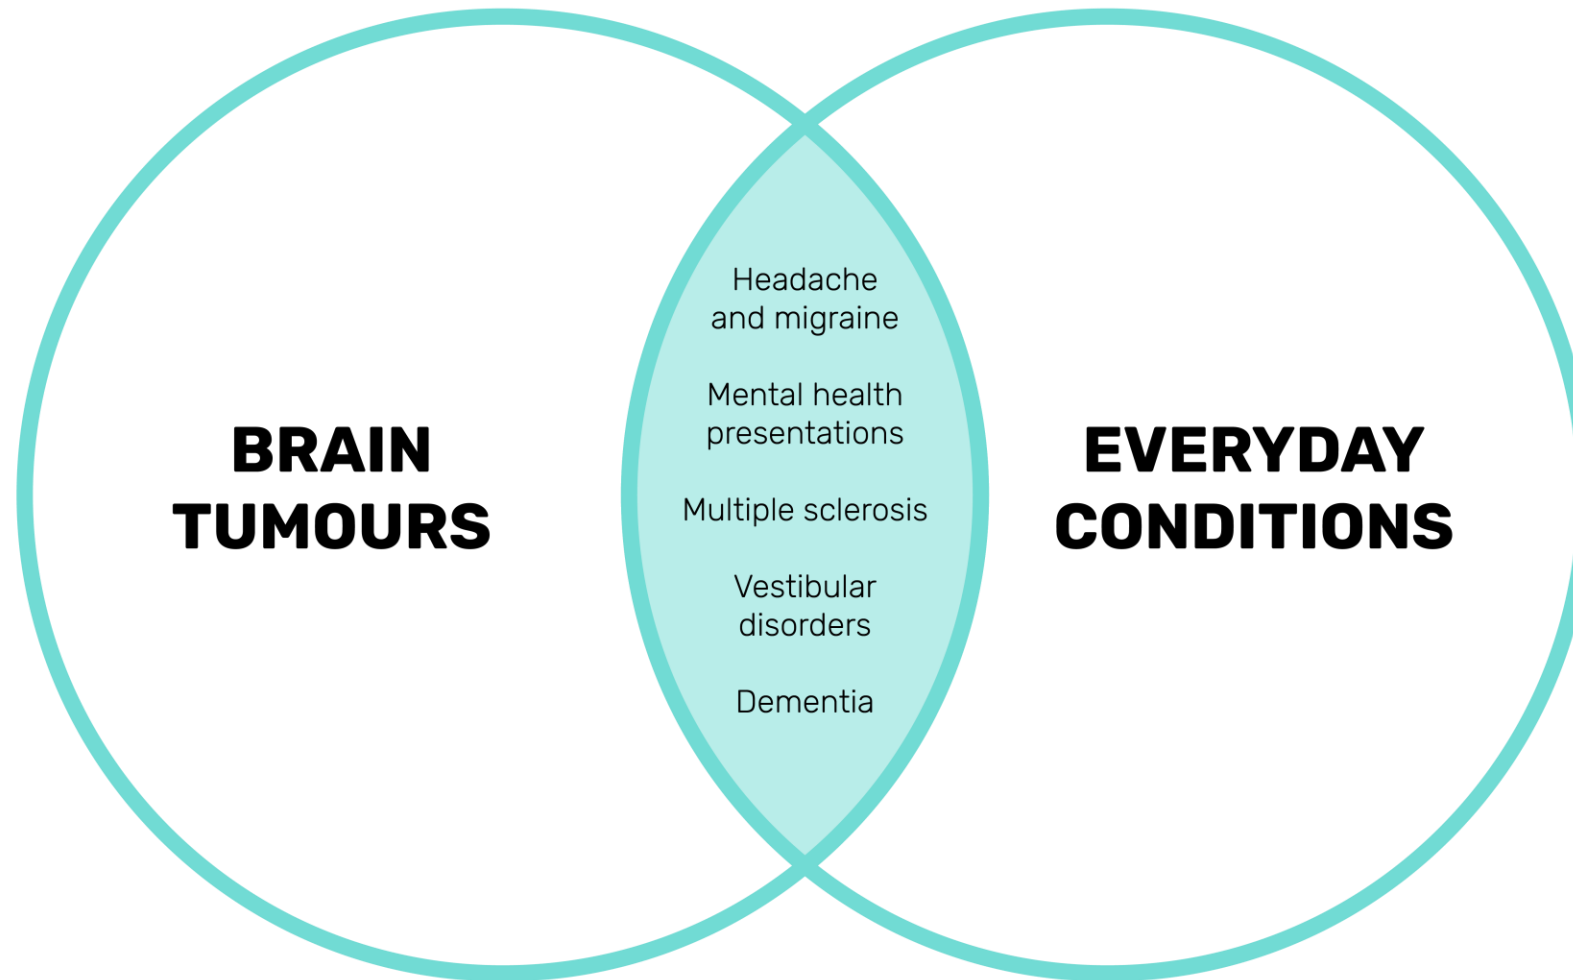 BRAIN
TUMOURS
Headache
and migraine
Mental health
presentations
Multiple sclerosis
Vestibular
disorders
Dementia
EVERYDAY
CONDITIONS